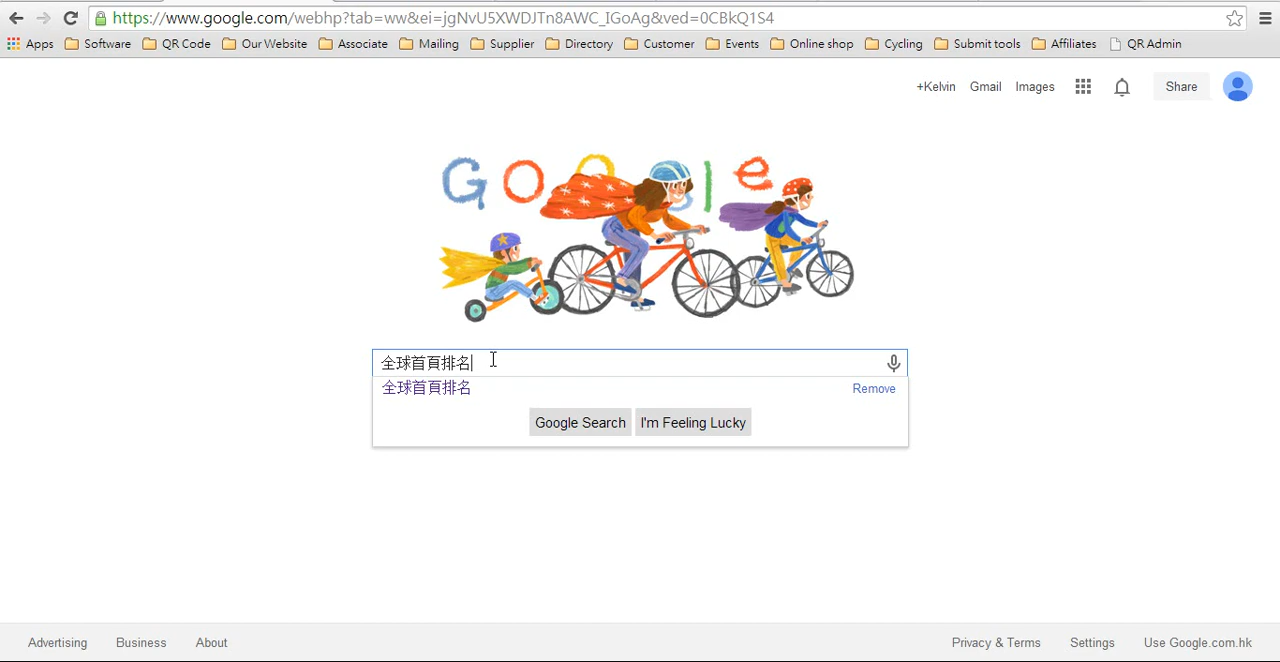 https://www.google.com/webhp?tab=ww&ei=jgNvU5XWDJTn8AWC_IGoAg&ved=0CBkQ1S4
Apps Software QR Code Our Website Associate Mailing Supplier Directory Customer Events Online shop Cycling Submit tools Affiliates QR Admin
+Kelvin Gmail Images Share
Google
全球首頁排名
全球首頁排名 Remove
Google Search I'm Feeling Lucky
Advertising Business About Privacy & Terms Settings Use Google.com.hk